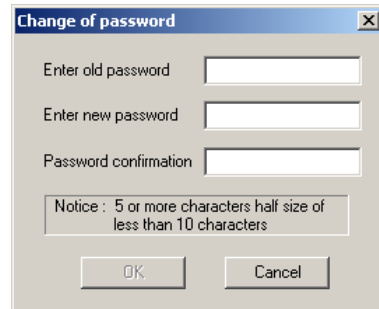 Change of password
Enter old password
Enter new password
Password confirmation
Notice : 5 or more characters half size of
less than 10 characters
OK
Cancel